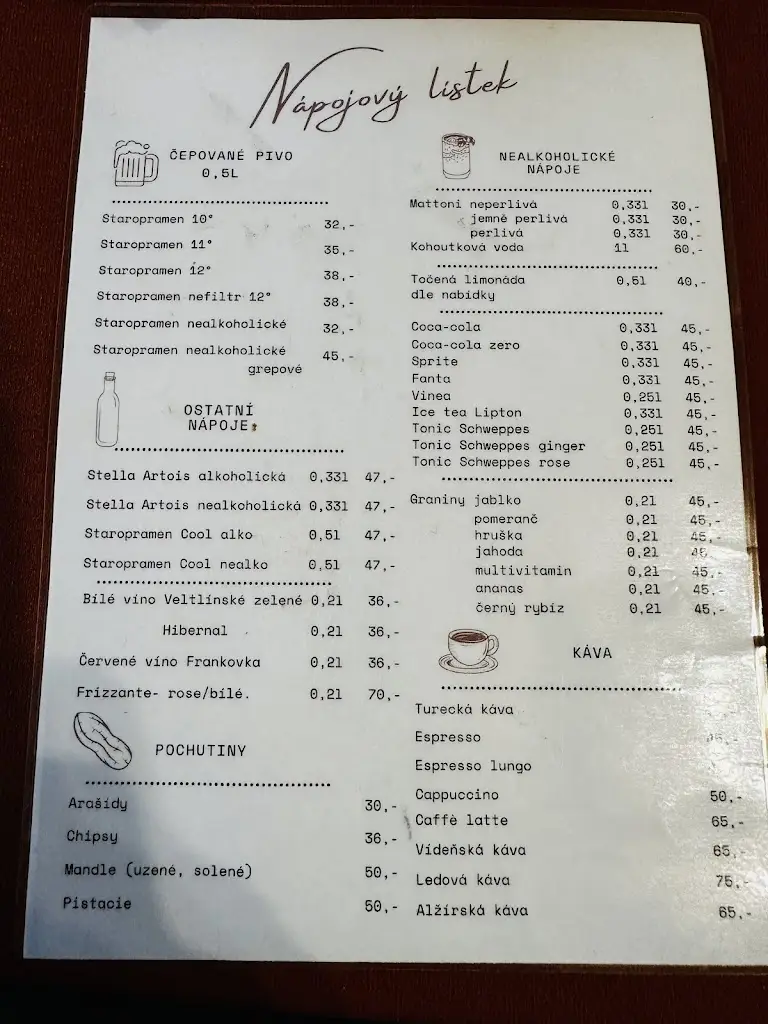 Nápojový lístek
ČEPOVANÉ PIVO
0,5L
Staropramen 10° 32,-
Staropramen 11° 35,-
Staropramen 12° 38,-
Staropramen nefiltr 12° 38,-
Staropramen nealkoholické 32,-
Staropramen nealkoholické 45,-
grepové
OSTATNÍ
NÁPOJE
Stella Artois alkoholická 0,33l 47,-
Stella Artois nealkoholická 0,33l 47,-
Staropramen Cool alko 0,5l 47,-
Staropramen Cool nealko 0,5l 47,-
Bílé víno Veltlínské zelené 0,2l 36,-
Hibernal 0,2l 36,-
Červené víno Frankovka 0,2l 36,-
Frizzante- rose/bílé. 0,2l 70,-
POCHUTINY
Arašídy 30,-
Chipsy 36,-
Mandle (uzené, solené) 50,-
Pistacie 50,-
NEALKOHOLICKÉ
NÁPOJE
Mattoni neperlivá 0,33l 30,-
jemně perlivá 0,33l 30,-
perlivá 0,33l 30,-
Kohoutková voda 1l 60,-
Točená limonáda 0,5l 40,-
dle nabídky
Coca-cola 0,33l 45,-
Coca-cola zero 0,33l 45,-
Sprite 0,33l 45,-
Fanta 0,33l 45,-
Vinea 0,25l 45,-
Ice tea Lipton 0,33l 45,-
Tonic Schweppes 0,25l 45,-
Tonic Schweppes ginger 0,25l 45,-
Tonic Schweppes rose 0,25l 45,-
Graniny jablko 0,2l 45,-
pomeranč 0,2l 45,-
hruška 0,2l 45,-
jahoda 0,2l 45
multivitamin 0,2l 45,-
ananas 0,2l 45,-
černý rybíz 0,2l 45,-
KÁVA
Turecká káva
Espresso
Espresso lungo
Cappuccino 50,-
Caffè latte 65,-
Vídeňská káva 65,-
Ledová káva 75,-
Alžírská káva 65,-